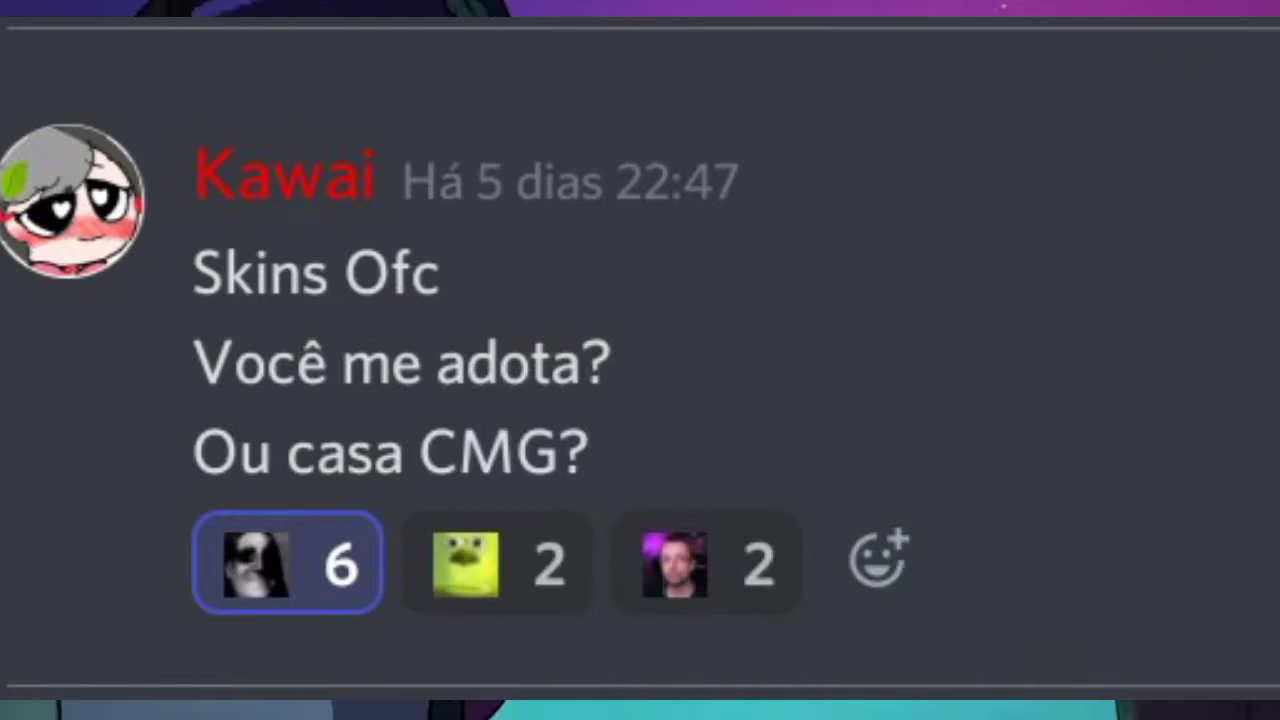 Kawai Há 5 dias 22:47
Skins Ofc
Você me adota?
Ou casa CMG?
6 2 2